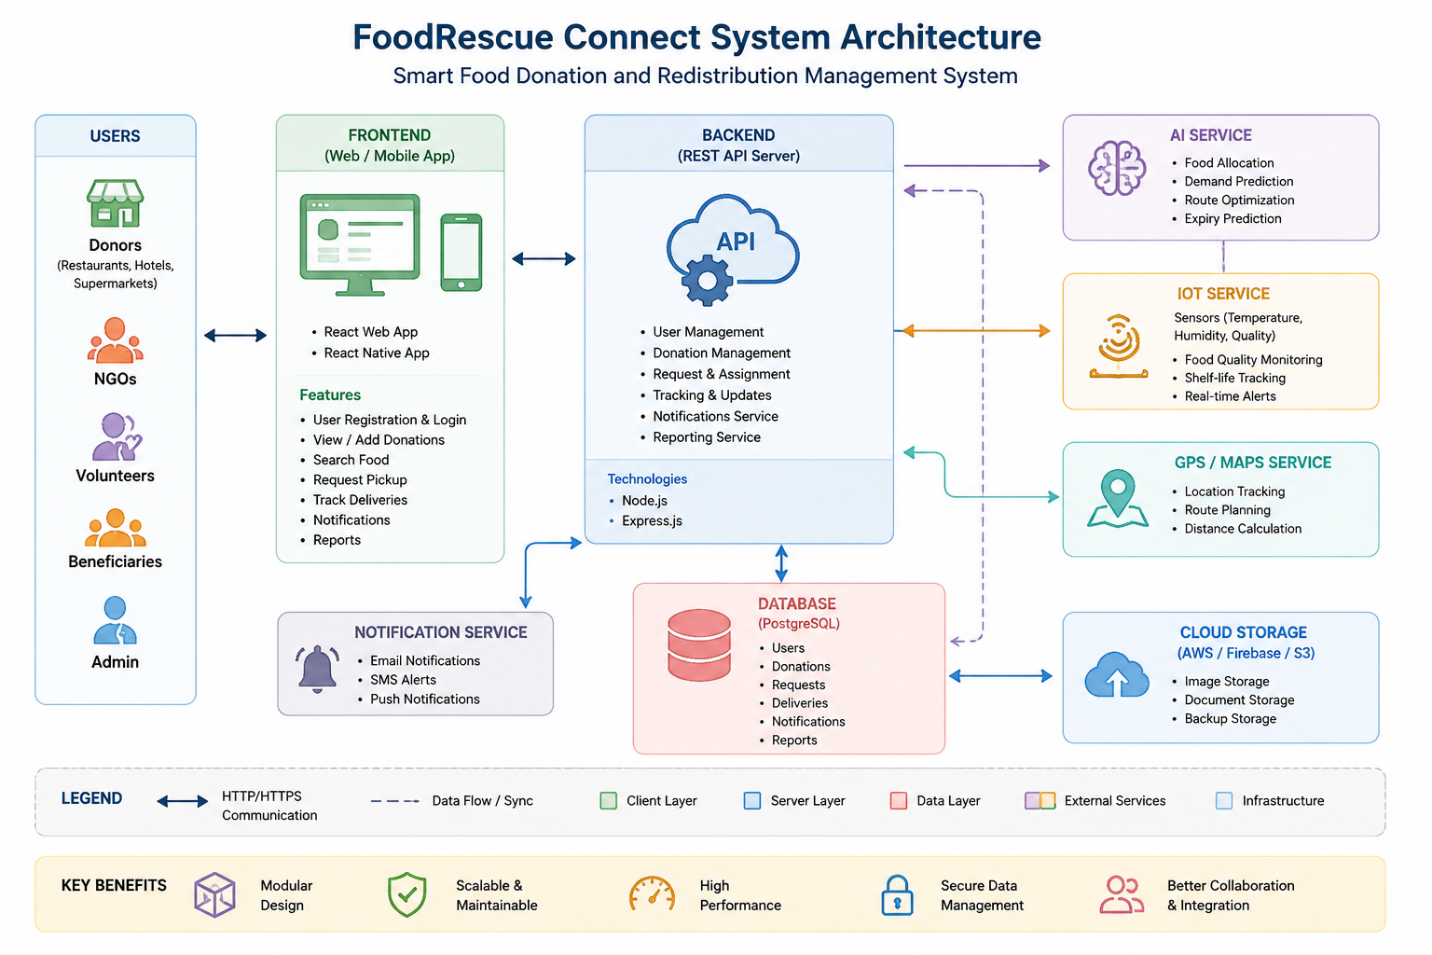 FoodRescue Connect System Architecture
Smart Food Donation and Redistribution Management System
USERS
Donors
(Restaurants, Hotels,
Supermarkets)
NGOs
Volunteers
Beneficiaries
Admin
FRONTEND
(Web / Mobile App)
• React Web App
• React Native App
Features
• User Registration & Login
• View / Add Donations
• Search Food
• Request Pickup
• Track Deliveries
• Notifications
• Reports
BACKEND
(REST API Server)
API
• User Management
• Donation Management
• Request & Assignment
• Tracking & Updates
• Notifications Service
• Reporting Service
Technologies
• Node.js
• Express.js
AI SERVICE
• Food Allocation
• Demand Prediction
• Route Optimization
• Expiry Prediction
IOT SERVICE
Sensors (Temperature,
Humidity, Quality)
• Food Quality Monitoring
• Shelf-life Tracking
• Real-time Alerts
GPS / MAPS SERVICE
• Location Tracking
• Route Planning
• Distance Calculation
NOTIFICATION SERVICE
• Email Notifications
• SMS Alerts
• Push Notifications
DATABASE
(PostgreSQL)
• Users
• Donations
• Requests
• Deliveries
• Notifications
• Reports
CLOUD STORAGE
(AWS / Firebase / S3)
• Image Storage
• Document Storage
• Backup Storage
LEGEND
HTTP/HTTPS
Communication
Data Flow / Sync
Client Layer
Server Layer
Data Layer
External Services
Infrastructure
KEY BENEFITS
Modular
Design
Scalable &
Maintainable
High
Performance
Secure Data
Management
Better Collaboration
& Integration